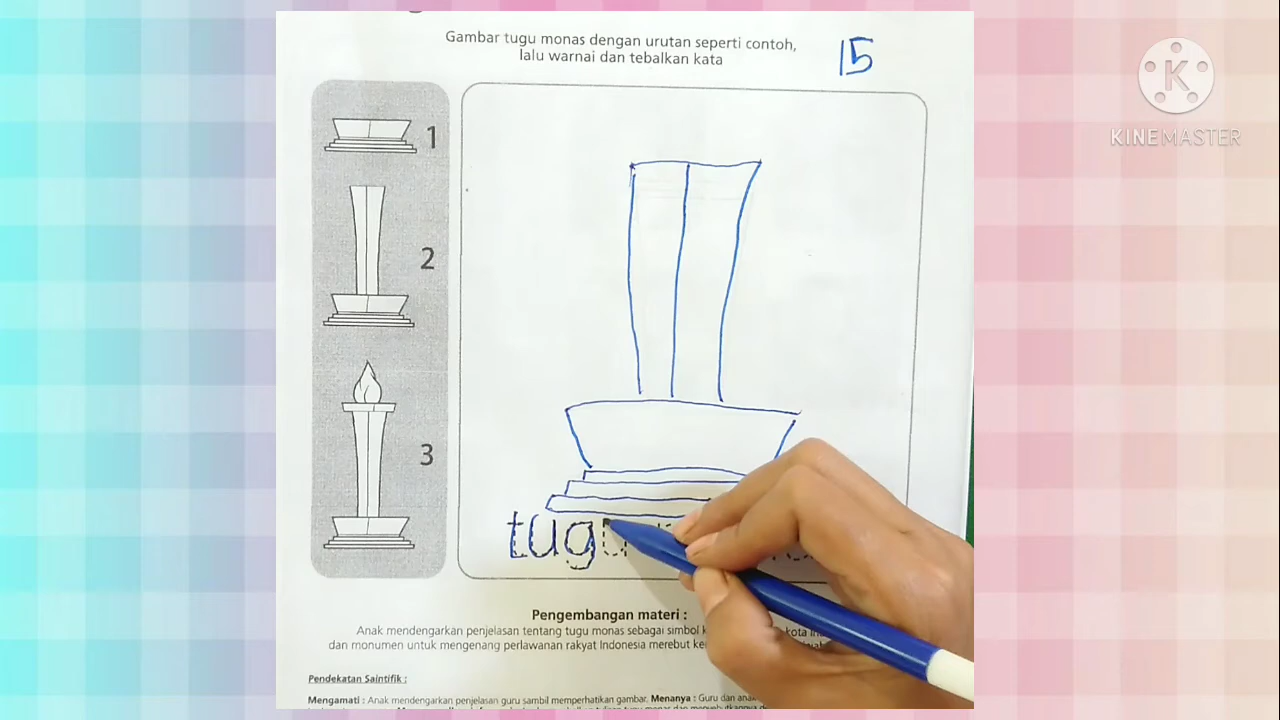 Gambar tugu monas dengan urutan seperti contoh,
lalu warnai dan tebalkan kata
15
1
2
3
tugu
Pengembangan materi :
Anak mendengarkan penjelasan tentang tugu monas sebagai simbol kota
dan monumen untuk mengenang perlawanan rakyat Indonesia merebut
Pendekatan Saintifik :
Mengamati : Anak mendengarkan penjelasan guru sambil memperhatikan gambar. Menanya : Guru dan anak
K
KINEMASTER